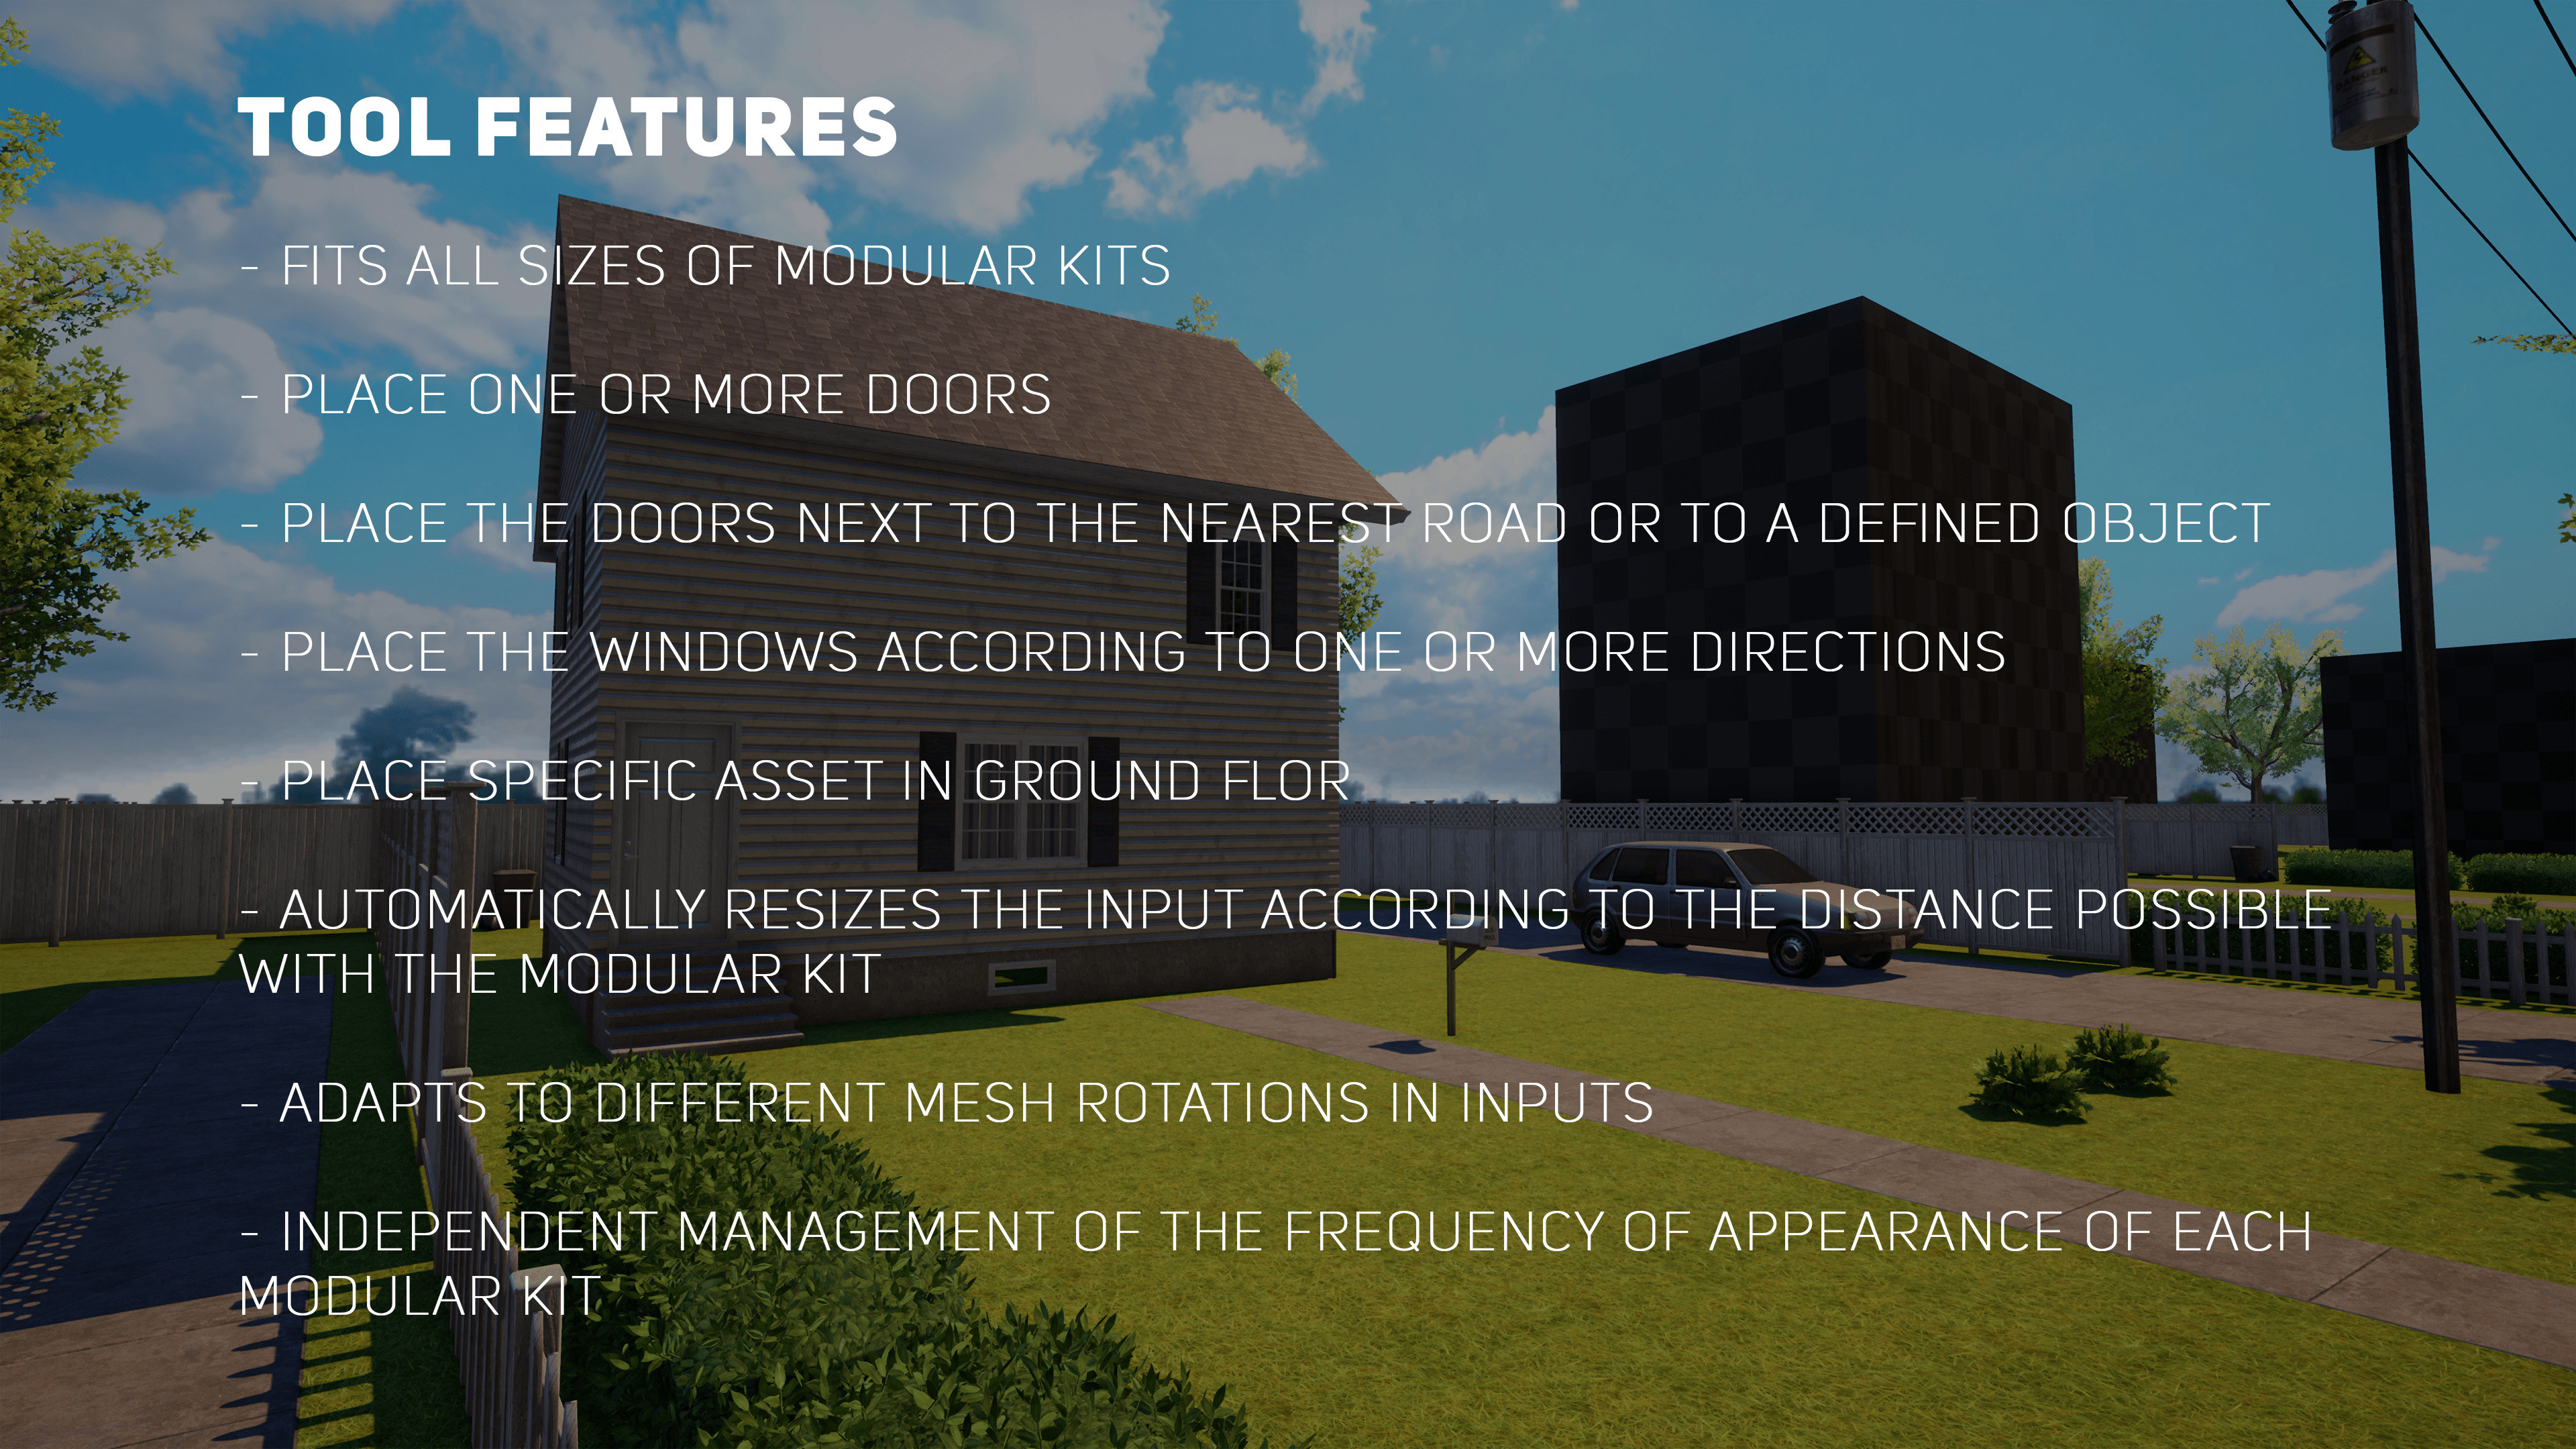 TOOL FEATURES
- FITS ALL SIZES OF MODULAR KITS
- PLACE ONE OR MORE DOORS
- PLACE THE DOORS NEXT TO THE NEAREST ROAD OR TO A DEFINED OBJECT
- PLACE THE WINDOWS ACCORDING TO ONE OR MORE DIRECTIONS
- PLACE SPECIFIC ASSET IN GROUND FLOR
- AUTOMATICALLY RESIZES THE INPUT ACCORDING TO THE DISTANCE POSSIBLE
WITH THE MODULAR KIT
- ADAPTS TO DIFFERENT MESH ROTATIONS IN INPUTS
- INDEPENDENT MANAGEMENT OF THE FREQUENCY OF APPEARANCE OF EACH
MODULAR KIT
DANGER